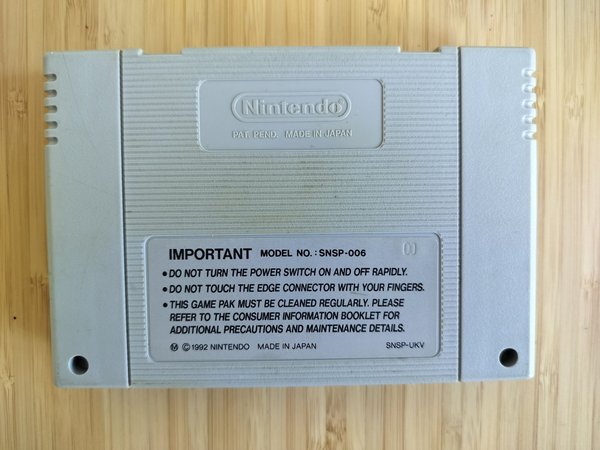 Nintendo®
PAT. PEND. MADE IN JAPAN
IMPORTANT MODEL NO. : SNSP-006
• DO NOT TURN THE POWER SWITCH ON AND OFF RAPIDLY.
• DO NOT TOUCH THE EDGE CONNECTOR WITH YOUR FINGERS.
• THIS GAME PAK MUST BE CLEANED REGULARLY. PLEASE
REFER TO THE CONSUMER INFORMATION BOOKLET FOR
ADDITIONAL PRECAUTIONS AND MAINTENANCE DETAILS.
Ⓜ © 1992 NINTENDO MADE IN JAPAN SNSP-UKV